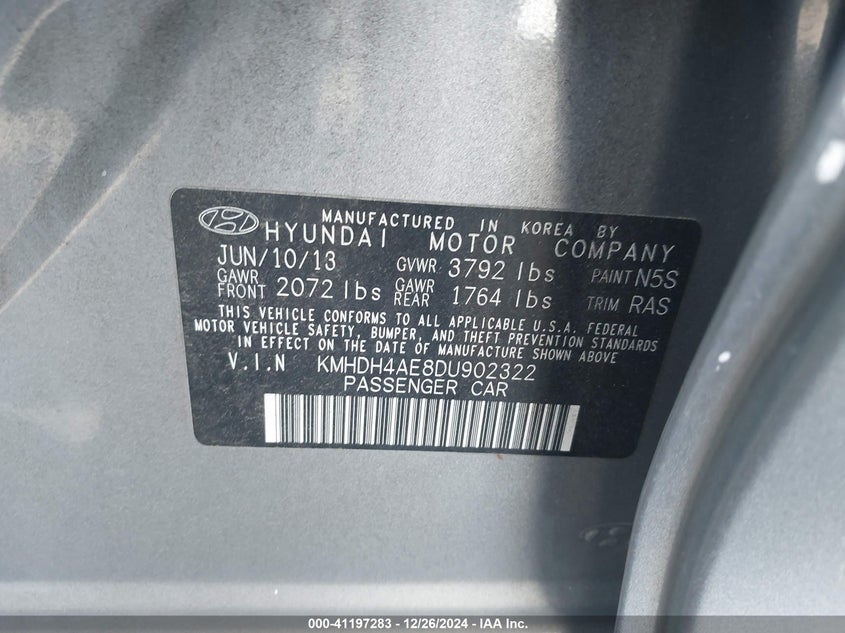 MANUFACTURED IN KOREA BY
HYUNDAI MOTOR COMPANY
JUN/10/13 GVWR 3792 lbs PAINT N5S
GAWR FRONT 2072 lbs GAWR REAR 1764 lbs TRIM RAS
THIS VEHICLE CONFORMS TO ALL APPLICABLE U.S.A. FEDERAL
MOTOR VEHICLE SAFETY, BUMPER, AND THEFT PREVENTION STANDARDS
IN EFFECT ON THE DATE OF MANUFACTURE SHOWN ABOVE
V.I.N KMHDH4AE8DU902322
PASSENGER CAR
000-41197283 - 12/26/2024 - IAA Inc.